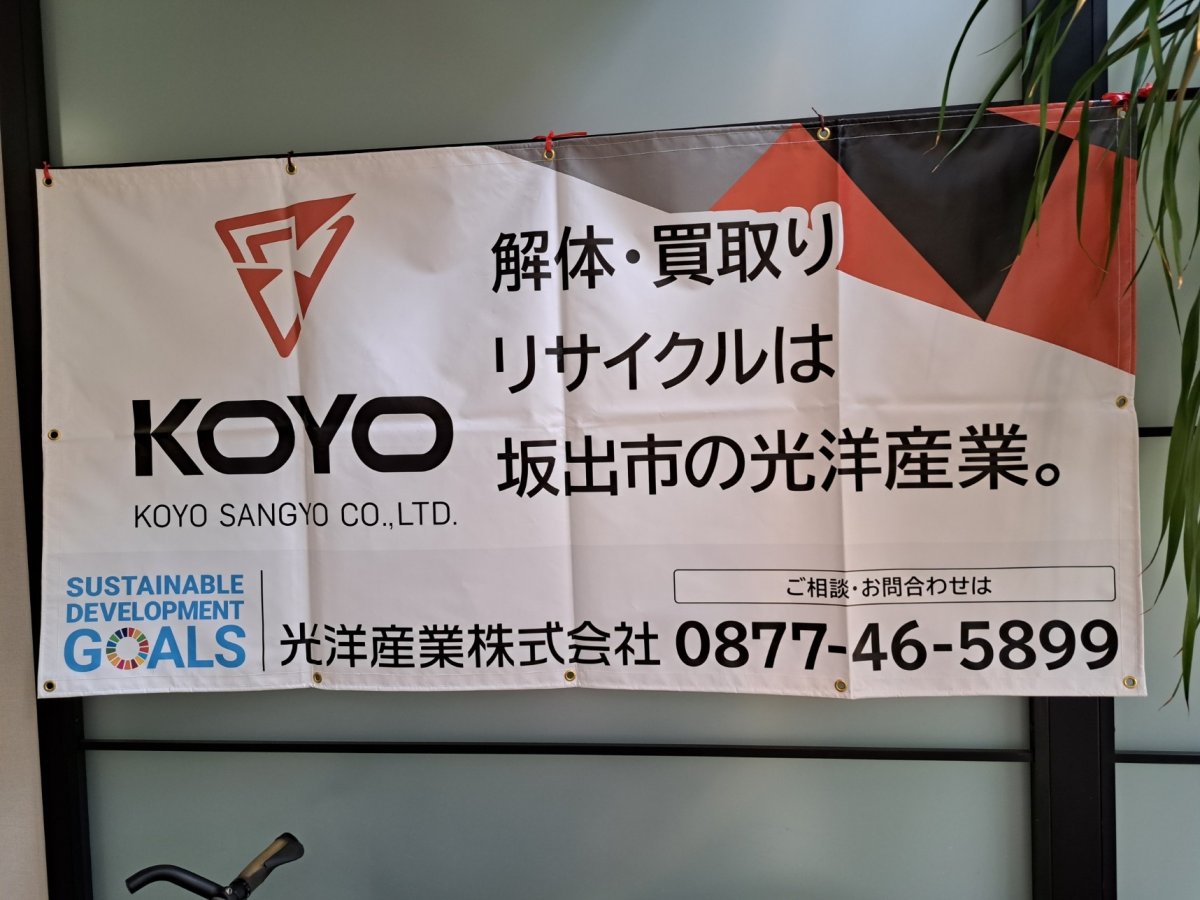 KOYO
KOYO SANGYO CO.,LTD.
解体・買取り
リサイクルは
坂出市の光洋産業。
SUSTAINABLE
DEVELOPMENT
GOALS
ご相談・お問合わせは
光洋産業株式会社 0877-46-5899